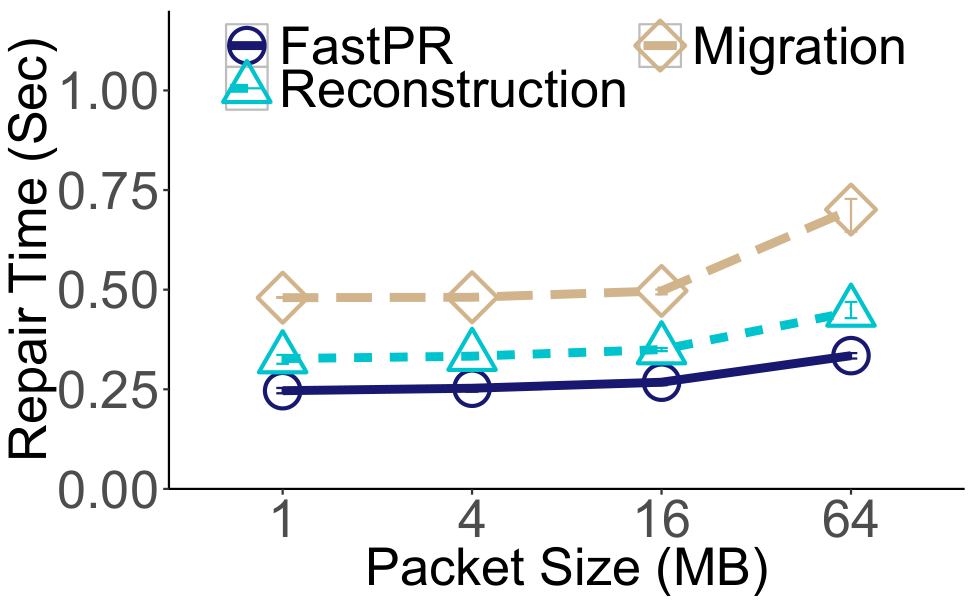 FastPR
Migration
Reconstruction
Repair Time (Sec)
1.00
0.75
0.50
0.25
0.00
1
4
16
64
Packet Size (MB)